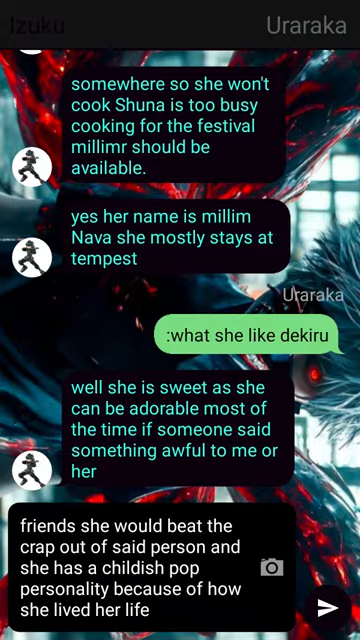 Izuku
Uraraka
somewhere so she won't
cook Shuna is too busy
cooking for the festival
millimr should be
available.
yes her name is millim
Nava she mostly stays at
tempest
Uraraka
:what she like dekiru
well she is sweet as she
can be adorable most of
the time if someone said
something awful to me or
her
friends she would beat the
crap out of said person and
she has a childish pop
personality because of how
she lived her life